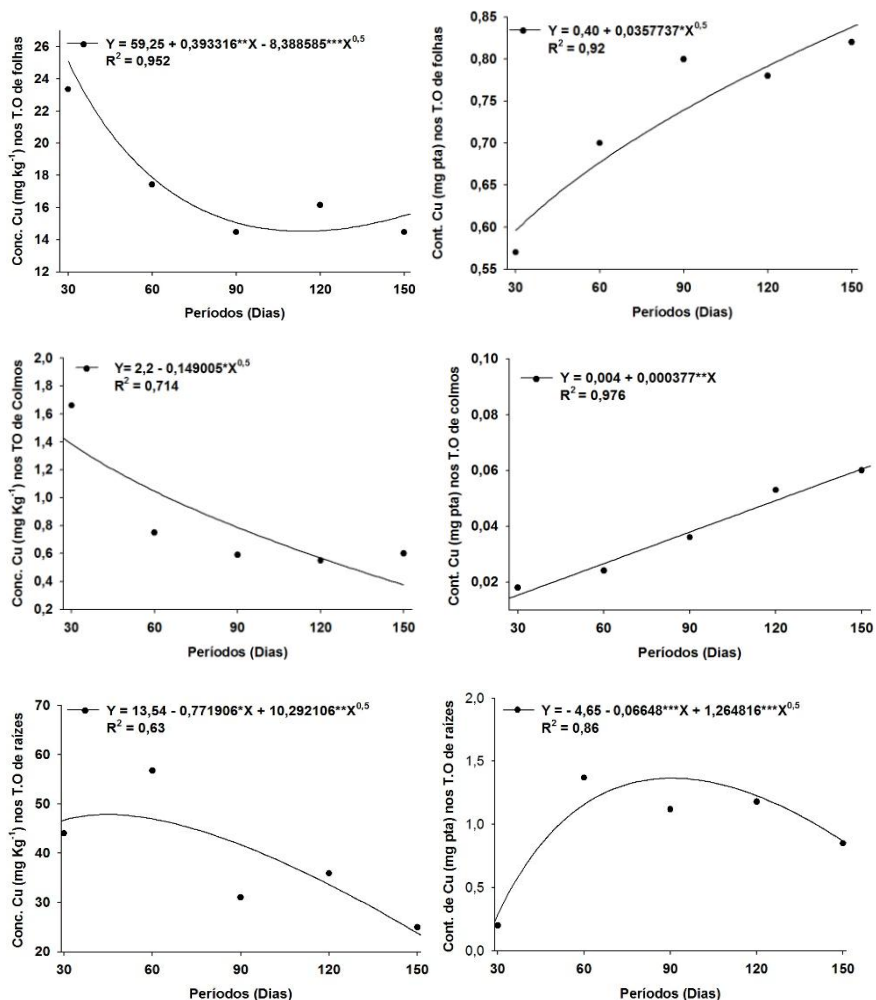 Y = 59,25 + 0,393316**X - 8,388585***X^0,5
R² = 0,952
Conc. Cu (mg kg⁻¹) nos T.O de folhas
26
24
22
20
18
16
14
12
30 60 90 120 150
Períodos (Dias)
Y = 0,40 + 0,0357737*X^0,5
R² = 0,92
Cont. Cu (mg pta) nos T.O de folhas
0,85
0,80
0,75
0,70
0,65
0,60
0,55
30 60 90 120 150
Períodos (Dias)
Y= 2,2 - 0,149005*X^0,5
R² = 0,714
Conc. Cu (mg Kg⁻¹) nos TO de Colmos
2,0
1,8
1,6
1,4
1,2
1,0
0,8
0,6
0,4
0,2
30 60 90 120 150
Períodos (Dias)
Y = 0,004 + 0,000377**X
R² = 0,976
Cont. Cu (mg pta) nos T.O de colmos
0,10
0,08
0,06
0,04
0,02
30 60 90 120 150
Períodos (Dias)
Y = 13,54 - 0,771906*X + 10,292106**X^0,5
R² = 0,63
Conc. Cu (mg Kg⁻¹) nos T.O de raízes
70
60
50
40
30
20
30 60 90 120 150
Períodos (Dias)
Y = - 4,65 - 0,06648***X + 1,264816***X^0,5
R² = 0,86
Cont. de Cu (mg pta) nos T.O de raízes
2,0
1,5
1,0
0,5
0,0
30 60 90 120 150
Períodos (Dias)